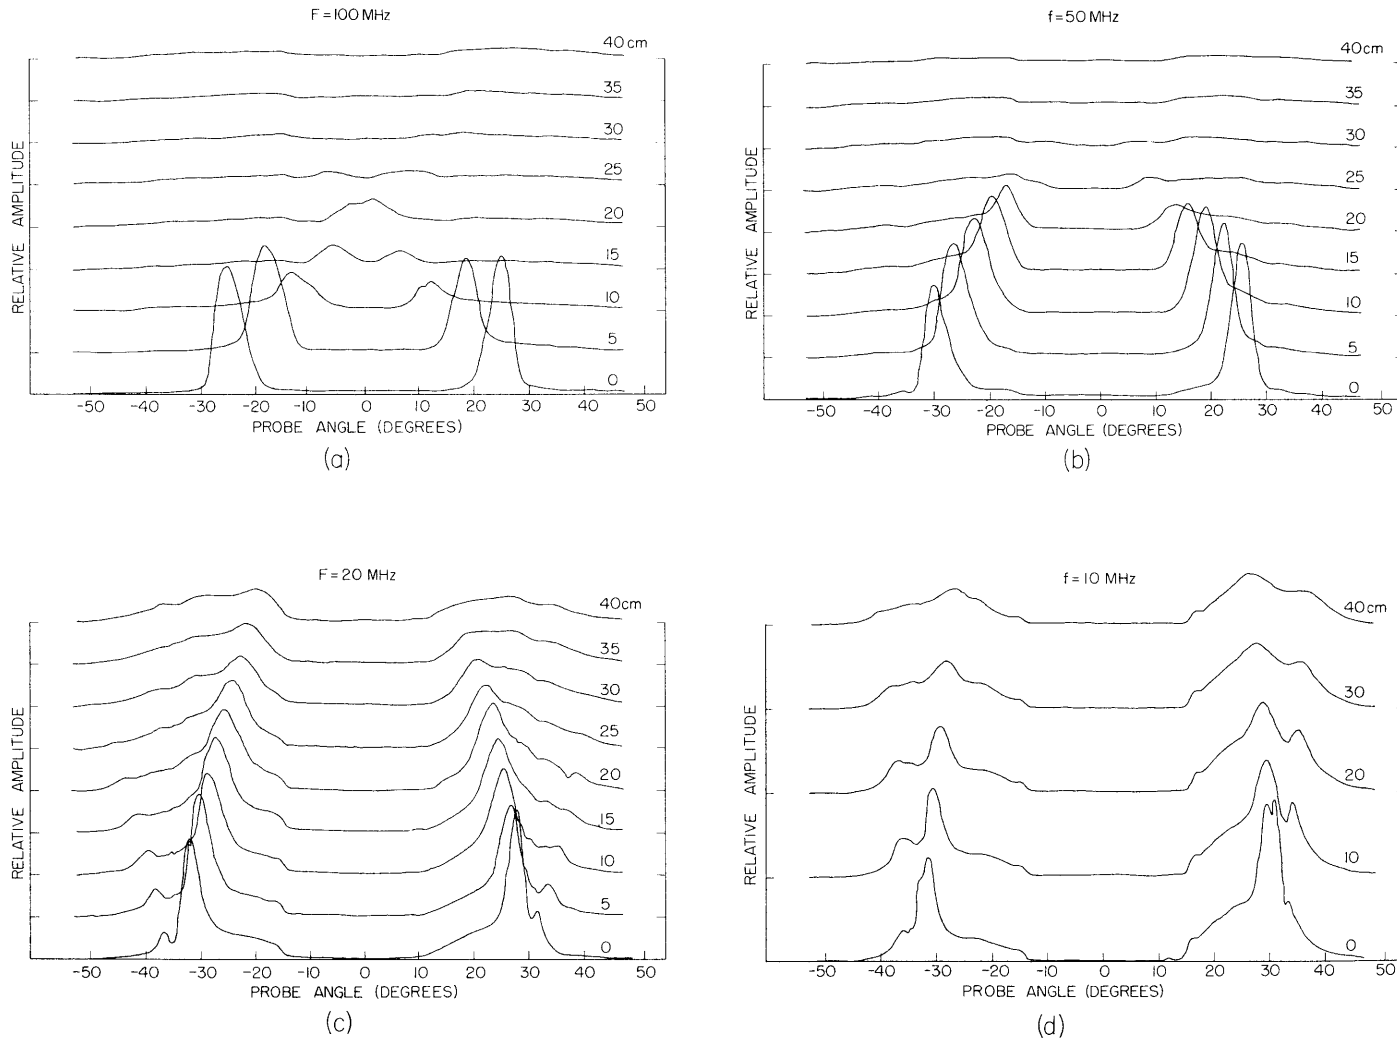 F = 100 MHz
40 cm
35
30
25
20
15
10
5
0
RELATIVE AMPLITUDE
-50 -40 -30 -20 -10 0 10 20 30 40 50
PROBE ANGLE (DEGREES)
(a)
f = 50 MHz
40 cm
35
30
25
20
15
10
5
0
RELATIVE AMPLITUDE
-50 -40 -30 -20 -10 0 10 20 30 40 50
PROBE ANGLE (DEGREES)
(b)
F = 20 MHz
40 cm
35
30
25
20
15
10
5
0
RELATIVE AMPLITUDE
-50 -40 -30 -20 -10 0 10 20 30 40 50
PROBE ANGLE (DEGREES)
(c)
f = 10 MHz
40 cm
30
20
10
0
RELATIVE AMPLITUDE
-50 -40 -30 -20 -10 0 10 20 30 40 50
PROBE ANGLE (DEGREES)
(d)